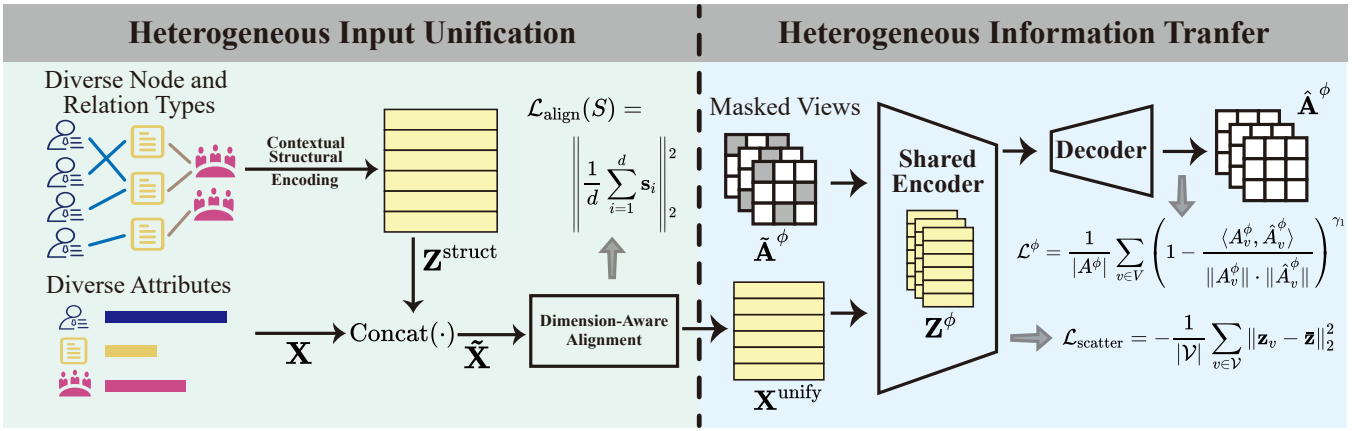 Heterogeneous Input Unification
Diverse Node and
Relation Types
Contextual
Structural
Encoding
Z^struct
Diverse Attributes
X
Concat(·)
X̃
L_align(S) =
‖ 1/d ∑_{i=1}^{d} s_i ‖_2^2
Dimension-Aware
Alignment
Heterogeneous Information Tranfer
Masked Views
Ã^ϕ
X^unify
Shared
Encoder
Z^ϕ
Decoder
Â^ϕ
L^ϕ = 1/|A^ϕ| ∑_{v∈V} ( 1 − ⟨A_v^ϕ, Â_v^ϕ⟩ / ‖A_v^ϕ‖ · ‖Â_v^ϕ‖ )^{γ_1}
L_scatter = − 1/|V| ∑_{v∈V} ‖z_v − z̄‖_2^2